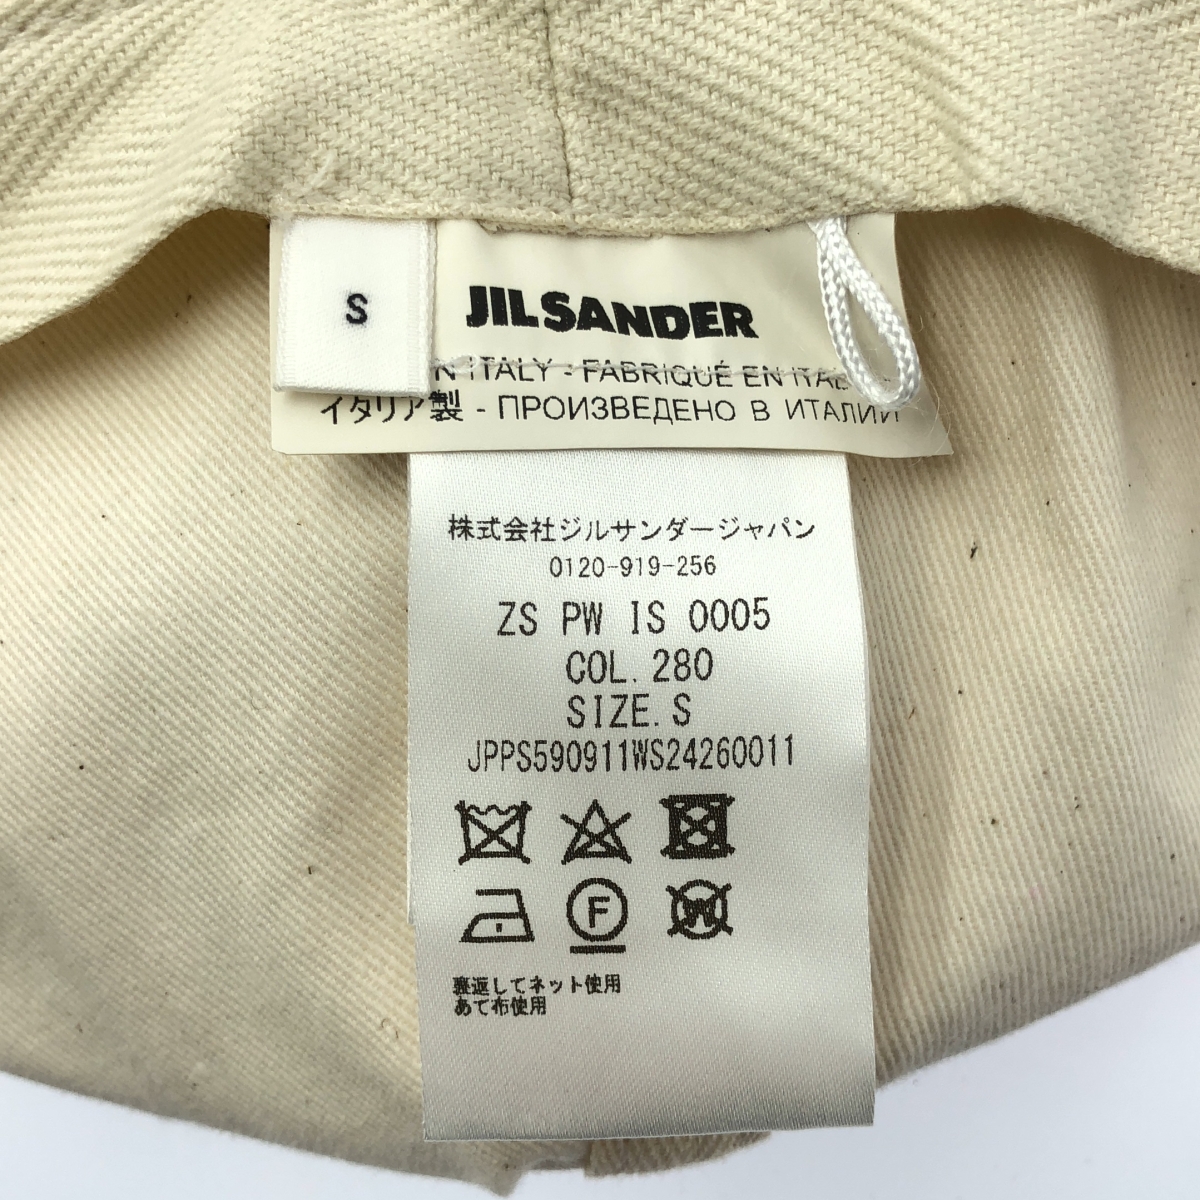 S
JIL SANDER
ITALY - FABRIQUÉ EN ITA
イタリア製 - ПРОИЗВЕДЕНО В ИТАЛИИ
株式会社ジルサンダージャパン
0120-919-256
ZS PW IS 0005
COL. 280
SIZE. S
JPPS590911WS24260011
F
W
裏返してネット使用
あて布使用